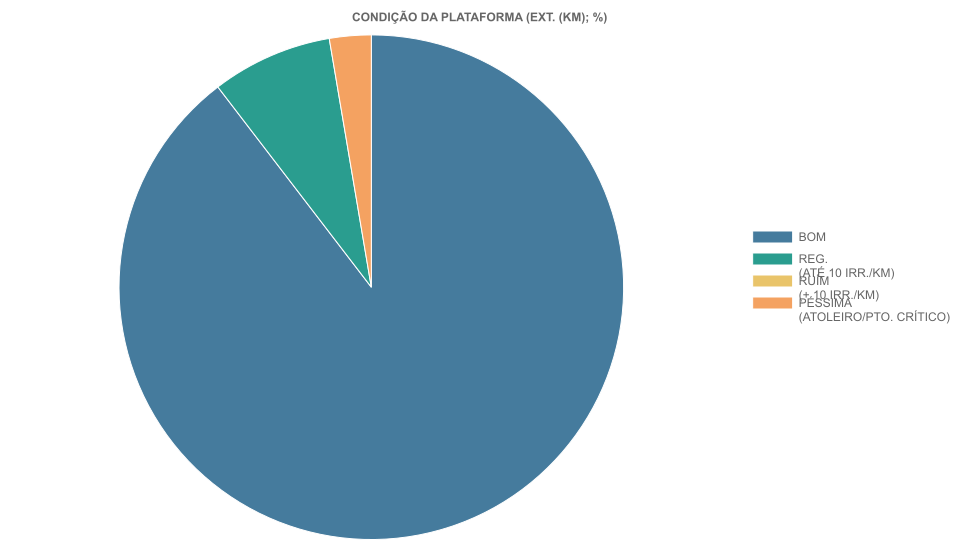 CONDIÇÃO DA PLATAFORMA (EXT. (KM); %)
BOM
REG.
(ATÉ 10 IRR./KM)
RUIM
(+ 10 IRR./KM)
PÉSSIMA
(ATOLEIRO/PTO. CRÍTICO)